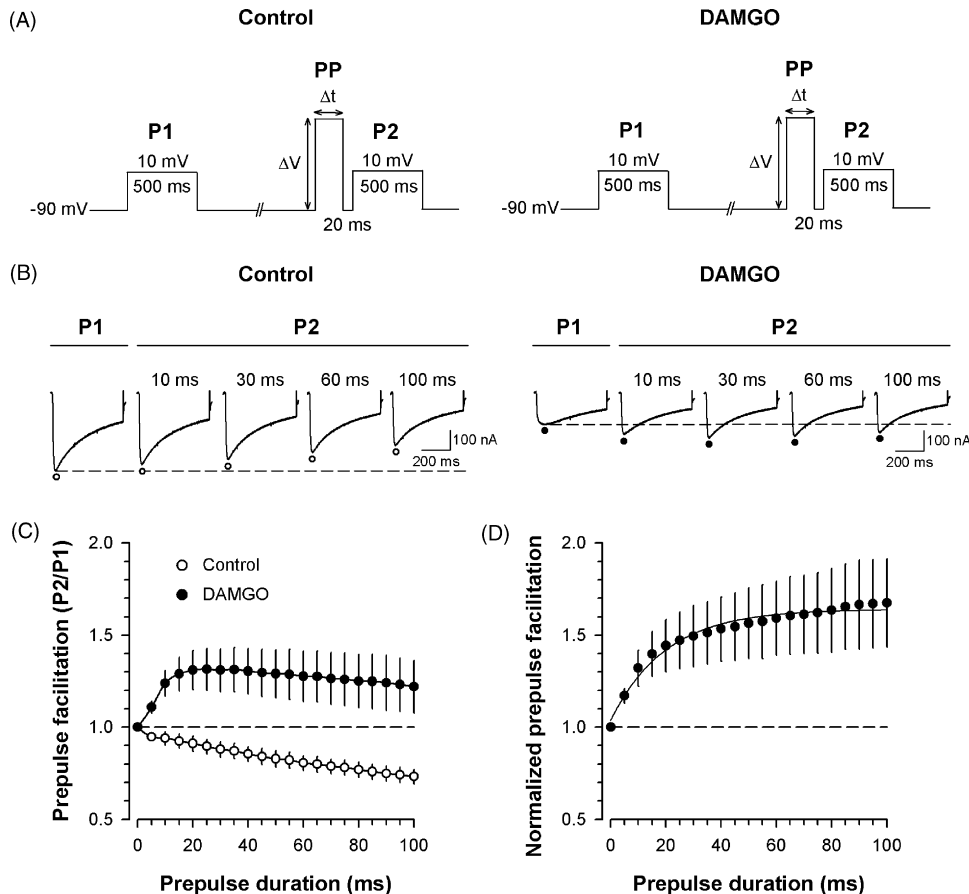 (A)
Control
DAMGO
PP
Δt
P1
P2
10 mV
ΔV
10 mV
500 ms
500 ms
-90 mV
20 ms
PP
Δt
P1
P2
10 mV
ΔV
10 mV
500 ms
500 ms
-90 mV
20 ms
(B)
Control
DAMGO
P1
P2
10 ms
30 ms
60 ms
100 ms
100 nA
200 ms
P1
P2
10 ms
30 ms
60 ms
100 ms
100 nA
200 ms
(C)
Prepulse facilitation (P2/P1)
2.0
1.5
1.0
0.5
Control
DAMGO
0
20
40
60
80
100
Prepulse duration (ms)
(D)
Normalized prepulse facilitation
2.0
1.5
1.0
0.5
0
20
40
60
80
100
Prepulse duration (ms)